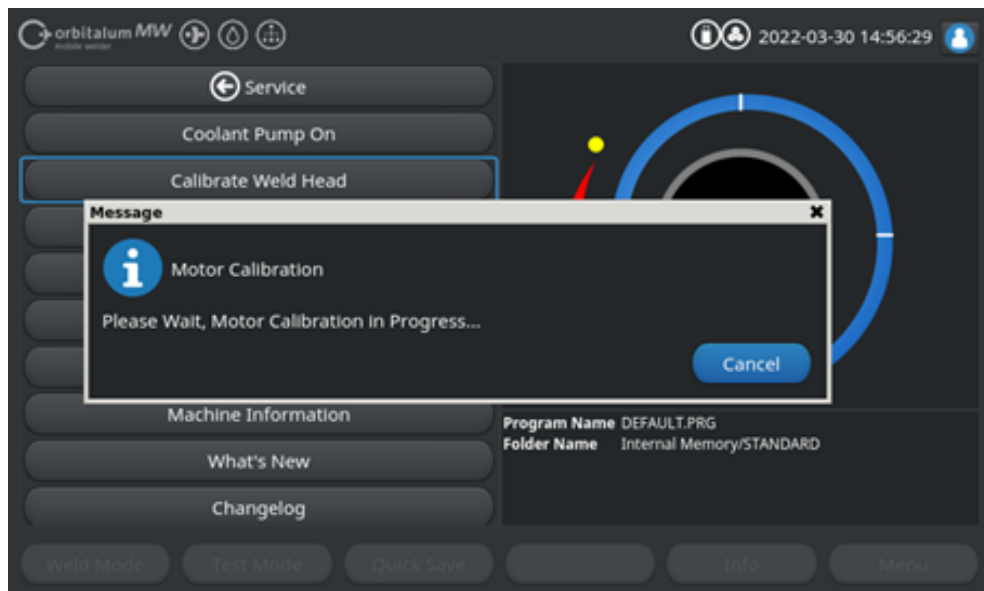 orbitalum MW
mobile welder
2022-03-30 14:56:29
Service
Coolant Pump On
Calibrate Weld Head
Message
Motor Calibration
Please Wait, Motor Calibration in Progress...
Cancel
Machine Information
What's New
Changelog
Program Name DEFAULT.PRG
Folder Name Internal Memory/STANDARD
Weld Mode Test Mode Quick Save Info Menu